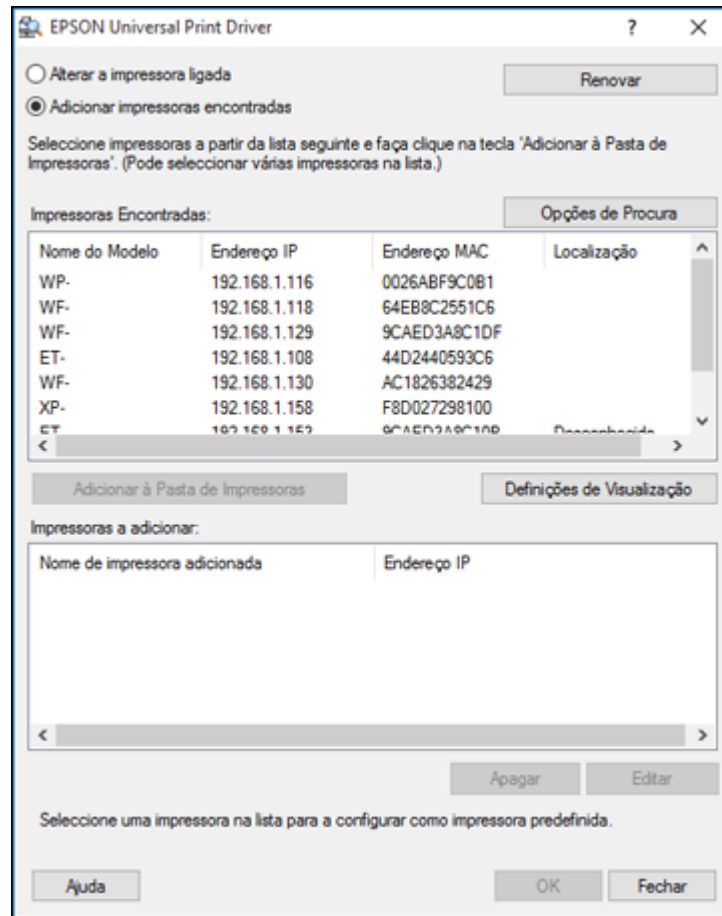 EPSON Universal Print Driver
Alterar a impressora ligada
Renovar
Adicionar impressoras encontradas
Seleccione impressoras a partir da lista seguinte e faça clique na tecla 'Adicionar à Pasta de
Impressoras'. (Pode seleccionar várias impressoras na lista.)
Impressoras Encontradas:
Opções de Procura
Nome do Modelo Endereço IP Endereço MAC Localização
WP- 192.168.1.116 0026ABF9C0B1
WF- 192.168.1.118 64EB8C2551C6
WF- 192.168.1.129 9CAED3A8C1DF
ET- 192.168.1.108 44D2440593C6
WF- 192.168.1.130 AC1826382429
XP- 192.168.1.158 F8D027298100
ET
Adicionar à Pasta de Impressoras
Definições de Visualização
Impressoras a adicionar:
Nome de impressora adicionada Endereço IP
Apagar Editar
Seleccione uma impressora na lista para a configurar como impressora predefinida.
Ajuda OK Fechar